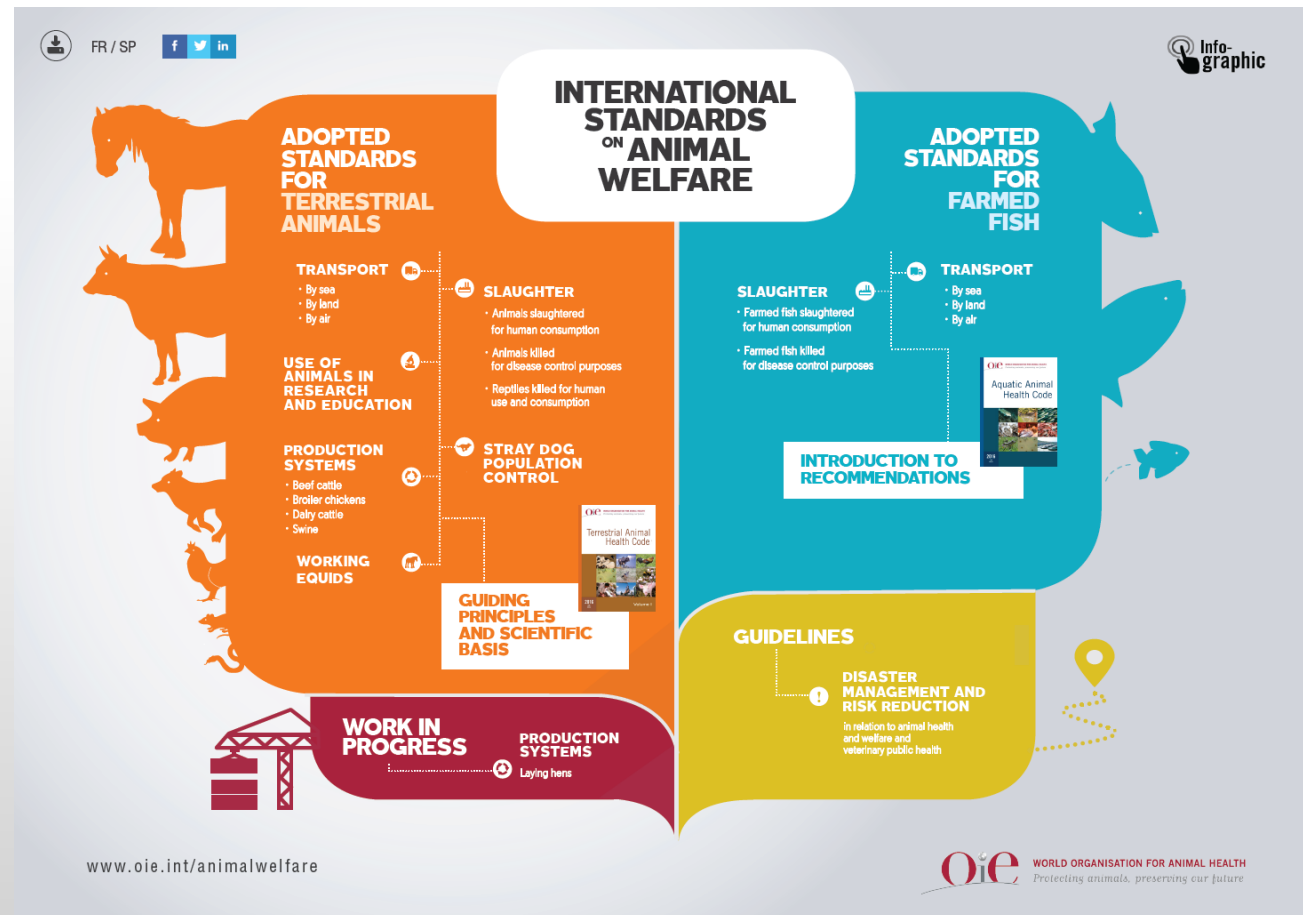 FR / SP
f
in
Info-
graphic
INTERNATIONAL
STANDARDS
ON ANIMAL
WELFARE
ADOPTED
STANDARDS
FOR
TERRESTRIAL
ANIMALS
TRANSPORT
• By sea
• By land
• By air
USE OF
ANIMALS IN
RESEARCH
AND EDUCATION
PRODUCTION
SYSTEMS
• Beef cattle
• Broiler chickens
• Dairy cattle
• Swine
WORKING
EQUIDS
SLAUGHTER
• Animals slaughtered
for human consumption
• Animals killed
for disease control purposes
• Reptiles killed for human
use and consumption
STRAY DOG
POPULATION
CONTROL
Oie
Terrestrial Animal
Health Code
2016
Volume I
GUIDING
PRINCIPLES
AND SCIENTIFIC
BASIS
ADOPTED
STANDARDS
FOR
FARMED
FISH
SLAUGHTER
• Farmed fish slaughtered
for human consumption
• Farmed fish killed
for disease control purposes
TRANSPORT
• By sea
• By land
• By air
Oie
Aquatic Animal
Health Code
2016
INTRODUCTION TO
RECOMMENDATIONS
WORK IN
PROGRESS
PRODUCTION
SYSTEMS
Laying hens
GUIDELINES
!
DISASTER
MANAGEMENT AND
RISK REDUCTION
in relation to animal health
and welfare and
veterinary public health
www.oie.int/animalwelfare
Oie
WORLD ORGANISATION FOR ANIMAL HEALTH
Protecting animals, preserving our future